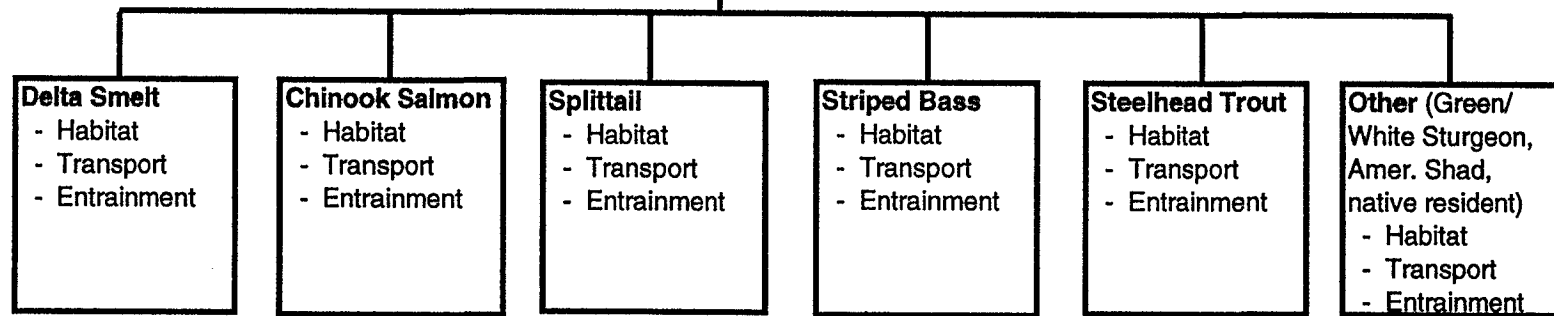 Delta Smelt
- Habitat
- Transport
- Entrainment
Chinook Salmon
- Habitat
- Transport
- Entrainment
Splittail
- Habitat
- Transport
- Entrainment
Striped Bass
- Habitat
- Transport
- Entrainment
Steelhead Trout
- Habitat
- Transport
- Entrainment
Other (Green/
White Sturgeon,
Amer. Shad,
native resident)
- Habitat
- Transport
- Entrainment